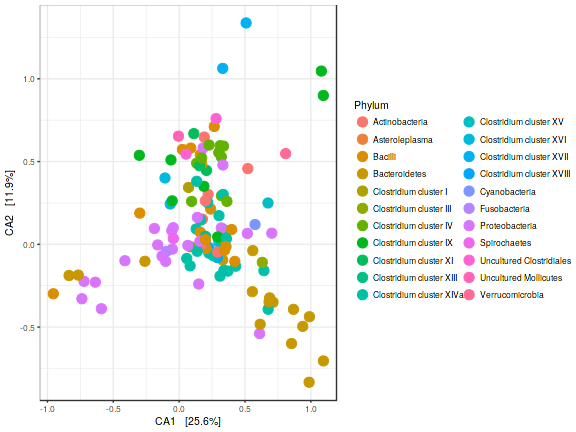 1.0
0.5
0.0
-0.5
CA2 [11.9%]
-1.0 -0.5 0.0 0.5 1.0
CA1 [25.6%]
Phylum
Actinobacteria
Asteroleplasma
Bacilli
Bacteroidetes
Clostridium cluster I
Clostridium cluster III
Clostridium cluster IV
Clostridium cluster IX
Clostridium cluster XI
Clostridium cluster XIII
Clostridium cluster XIVa
Clostridium cluster XV
Clostridium cluster XVI
Clostridium cluster XVII
Clostridium cluster XVIII
Cyanobacteria
Fusobacteria
Proteobacteria
Spirochaetes
Uncultured Clostridiales
Uncultured Mollicutes
Verrucomicrobia